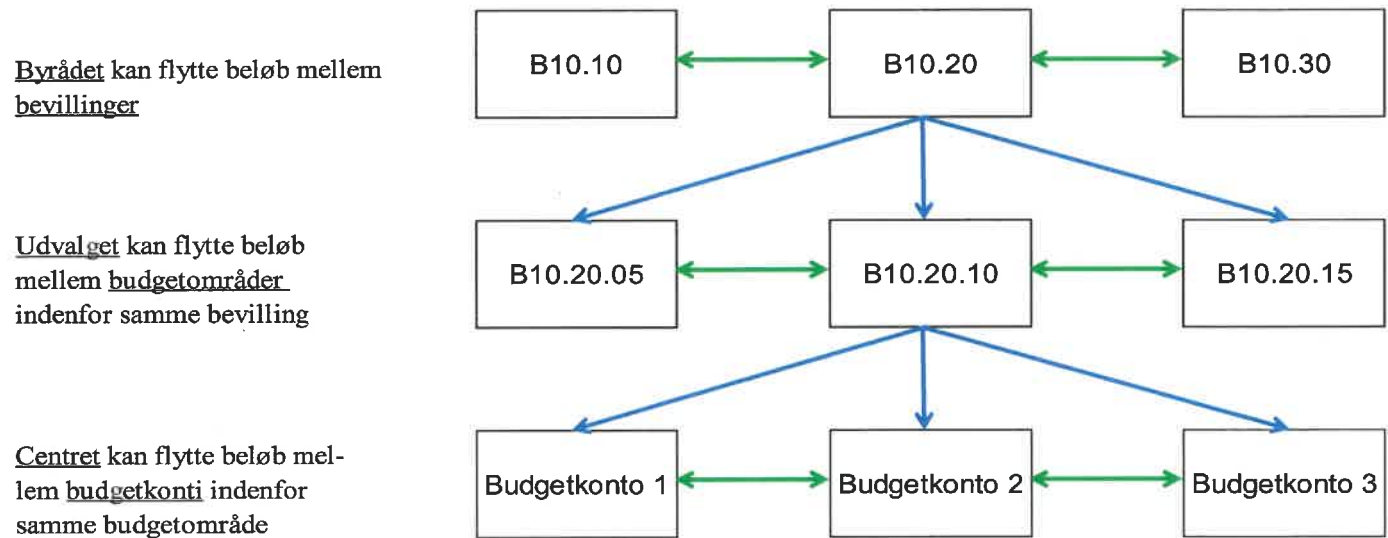 Byrådet kan flytte beløb mellem
bevillinger
B10.10
B10.20
B10.30
Udvalget kan flytte beløb
mellem budgetområder
indenfor samme bevilling
B10.20.05
B10.20.10
B10.20.15
Centret kan flytte beløb mel-
lem budgetkonti indenfor
samme budgetområde
Budgetkonto 1
Budgetkonto 2
Budgetkonto 3